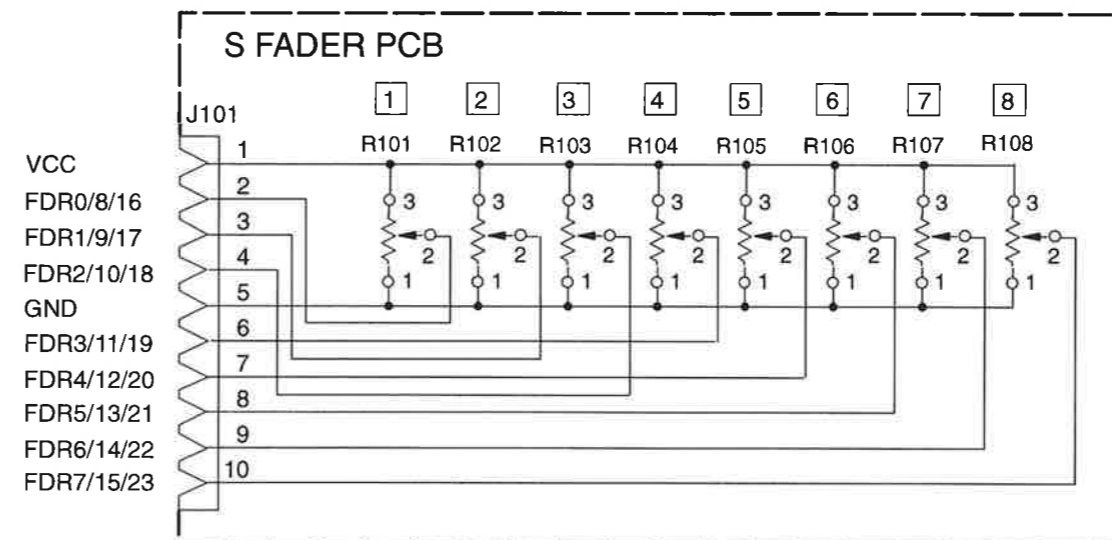 S FADER PCB
1 2 3 4 5 6 7 8
J101
R101 R102 R103 R104 R105 R106 R107 R108
VCC 1
FDR0/8/16 2
3 3 3 3 3 3 3 3
FDR1/9/17 3
2 2 2 2 2 2 2 2
FDR2/10/18 4
1 1 1 1 1 1 1 1
GND 5
FDR3/11/19 6
FDR4/12/20 7
FDR5/13/21 8
FDR6/14/22 9
FDR7/15/23 10